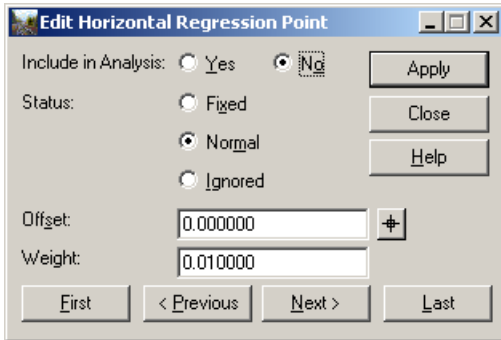 Edit Horizontal Regression Point
Include in Analysis: Yes No Apply
Status: Fixed Close
Normal Help
Ignored
Offset: 0.000000
Weight: 0.010000
First < Previous Next > Last